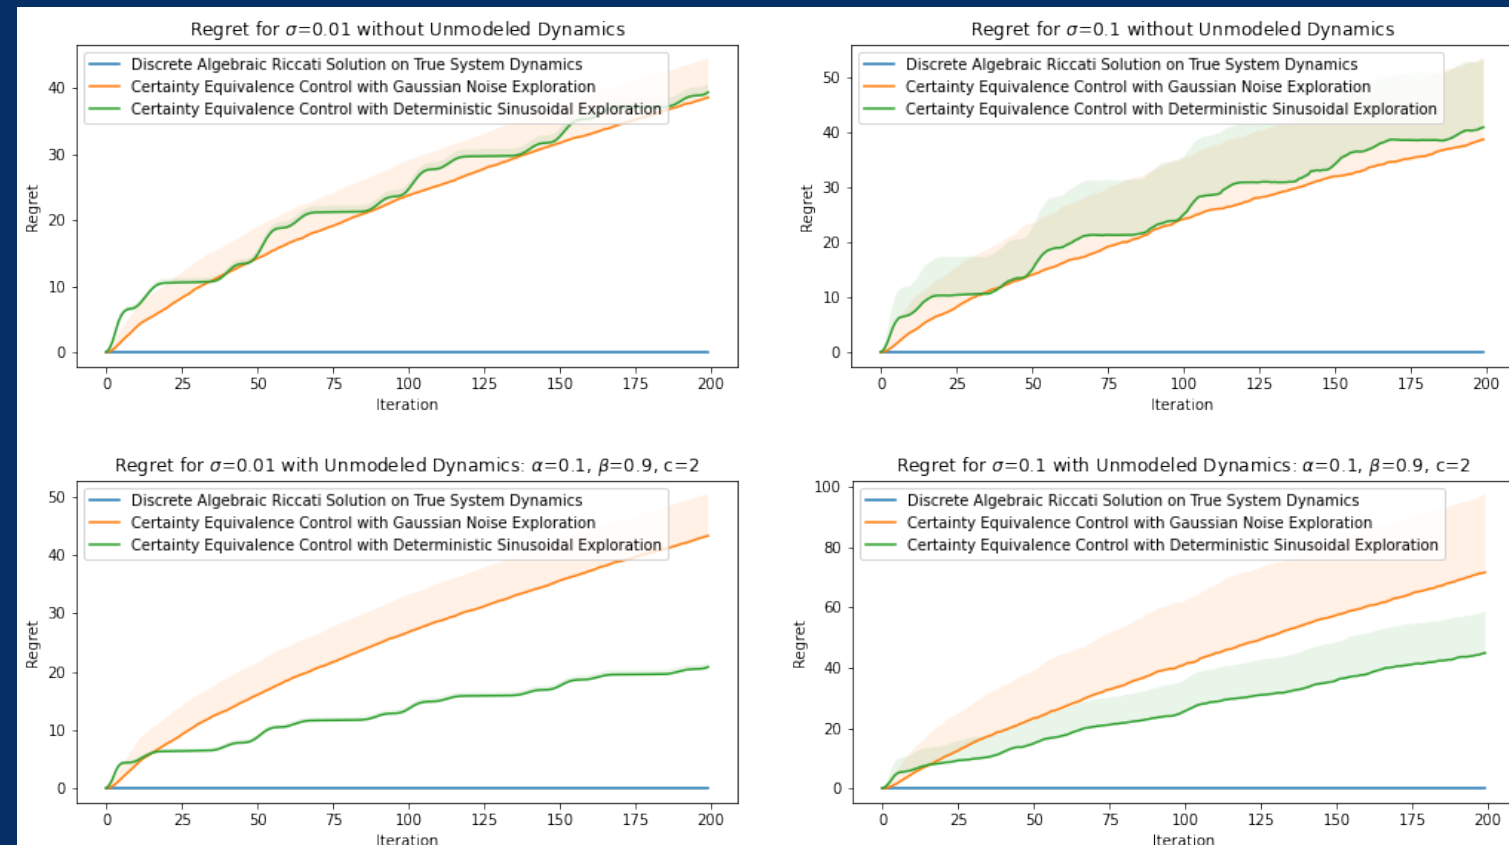 Regret for σ=0.01 without Unmodeled Dynamics
Discrete Algebraic Riccati Solution on True System Dynamics
Certainty Equivalence Control with Gaussian Noise Exploration
Certainty Equivalence Control with Deterministic Sinusoidal Exploration
40
30
20
10
0
Regret
0 25 50 75 100 125 150 175 200
Iteration
Regret for σ=0.1 without Unmodeled Dynamics
Discrete Algebraic Riccati Solution on True System Dynamics
Certainty Equivalence Control with Gaussian Noise Exploration
Certainty Equivalence Control with Deterministic Sinusoidal Exploration
50
40
30
20
10
0
Regret
0 25 50 75 100 125 150 175 200
Iteration
Regret for σ=0.01 with Unmodeled Dynamics: α=0.1, β=0.9, c=2
Discrete Algebraic Riccati Solution on True System Dynamics
Certainty Equivalence Control with Gaussian Noise Exploration
Certainty Equivalence Control with Deterministic Sinusoidal Exploration
50
40
30
20
10
0
Regret
0 25 50 75 100 125 150 175 200
Iteration
Regret for σ=0.1 with Unmodeled Dynamics: α=0.1, β=0.9, c=2
Discrete Algebraic Riccati Solution on True System Dynamics
Certainty Equivalence Control with Gaussian Noise Exploration
Certainty Equivalence Control with Deterministic Sinusoidal Exploration
100
80
60
40
20
0
Regret
0 25 50 75 100 125 150 175 200
Iteration